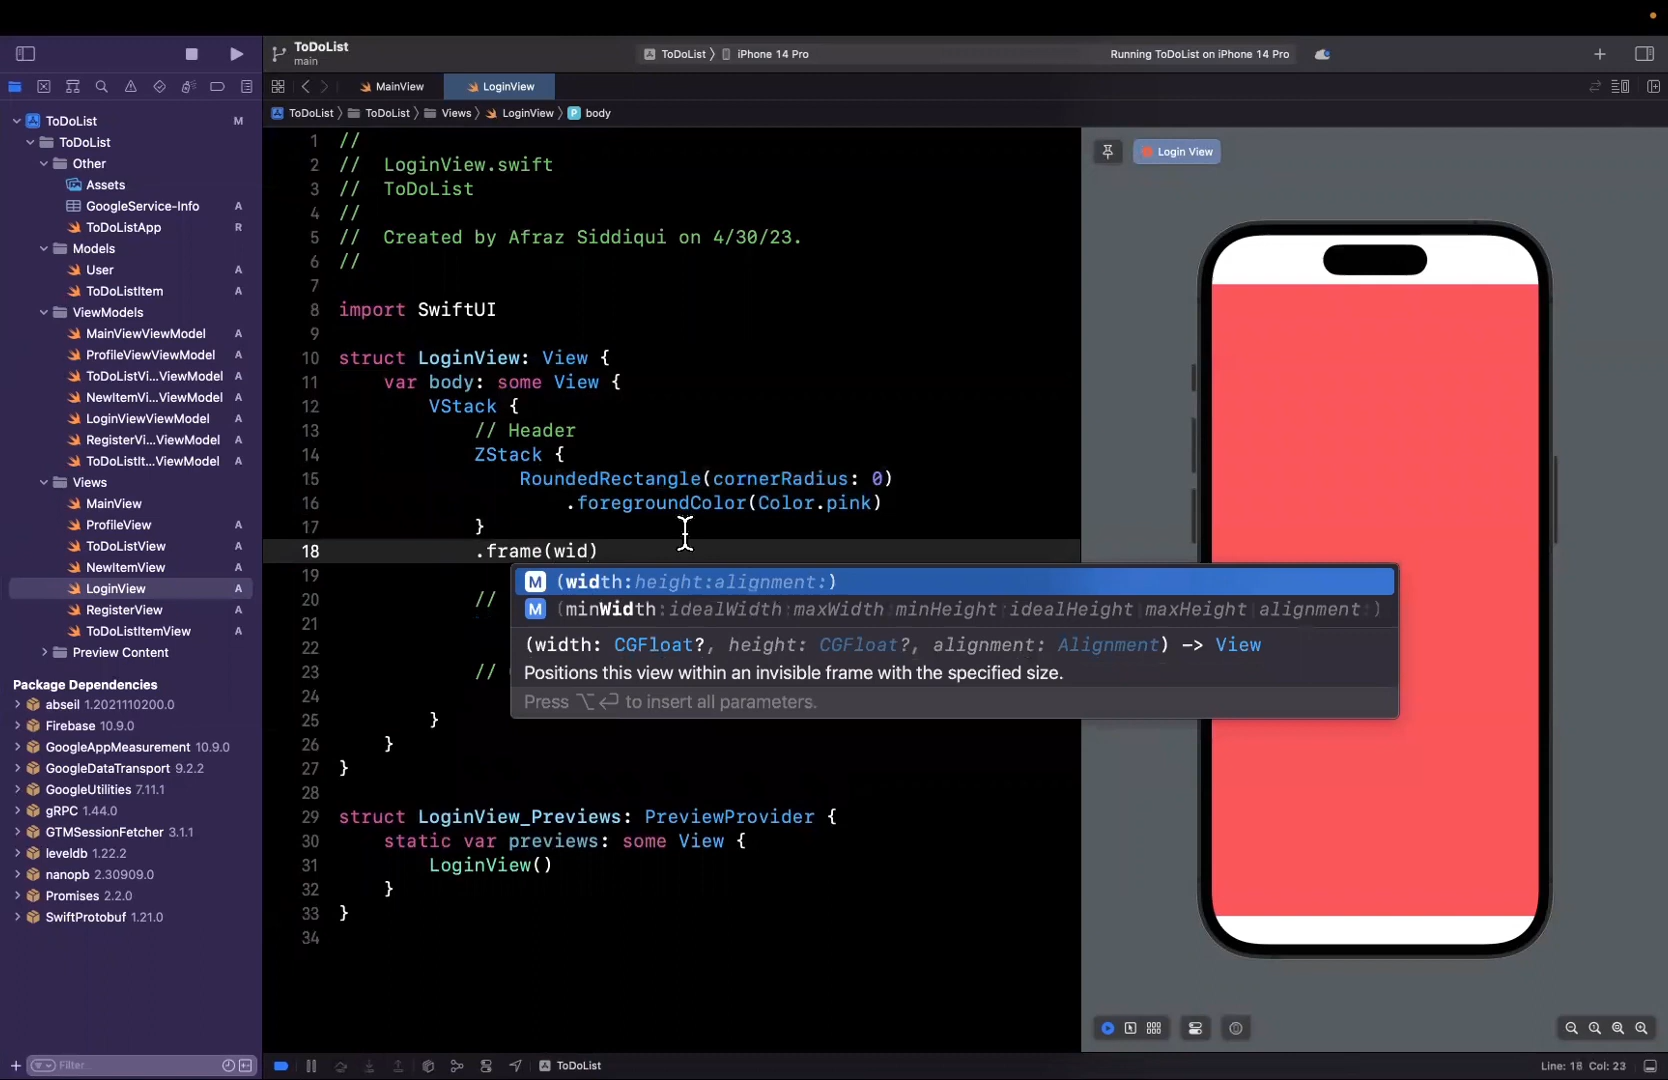 ToDoList
main
ToDoList
iPhone 14 Pro
Running ToDoList on iPhone 14 Pro
MainView
LoginView
ToDoList
ToDoList
Views
LoginView
P
body
ToDoList
M
ToDoList
Other
Assets
GoogleService-Info
A
ToDoListApp
R
Models
User
A
ToDoListItem
A
ViewModels
MainViewViewModel
A
ProfileViewViewModel
A
ToDoListVi...ViewModel
A
NewItemVi...ViewModel
A
LoginViewViewModel
A
RegisterVi...ViewModel
A
ToDoListIt...ViewModel
A
Views
MainView
A
ProfileView
A
ToDoListView
A
NewItemView
A
LoginView
A
RegisterView
A
ToDoListItemView
A
Preview Content
Package Dependencies
abseil 1.2021110200.0
Firebase 10.9.0
GoogleAppMeasurement 10.9.0
GoogleDataTransport 9.2.2
GoogleUtilities 7.11.1
gRPC 1.44.0
GTMSessionFetcher 3.1.1
leveldb 1.22.2
nanopb 2.30909.0
Promises 2.2.0
SwiftProtobuf 1.21.0
Filter
1 //
2 // LoginView.swift
3 // ToDoList
4 //
5 // Created by Afraz Siddiqui on 4/30/23.
6 //
7
8 import SwiftUI
9
10 struct LoginView: View {
11 var body: some View {
12 VStack {
13 // Header
14 ZStack {
15 RoundedRectangle(cornerRadius: 0)
16 .foregroundColor(Color.pink)
17 }
18 .frame(wid)
19
20 //
21
22
23 //
24
25 }
26 }
27 }
28
29 struct LoginView_Previews: PreviewProvider {
30 static var previews: some View {
31 LoginView()
32 }
33 }
34
M (width:height:alignment:)
M (minWidth:idealWidth:maxWidth:minHeight:idealHeight:maxHeight:alignment:)
(width: CGFloat?, height: CGFloat?, alignment: Alignment) -> View
Positions this view within an invisible frame with the specified size.
Press ⌥↩ to insert all parameters.
Login View
ToDoList
Line: 18 Col: 23